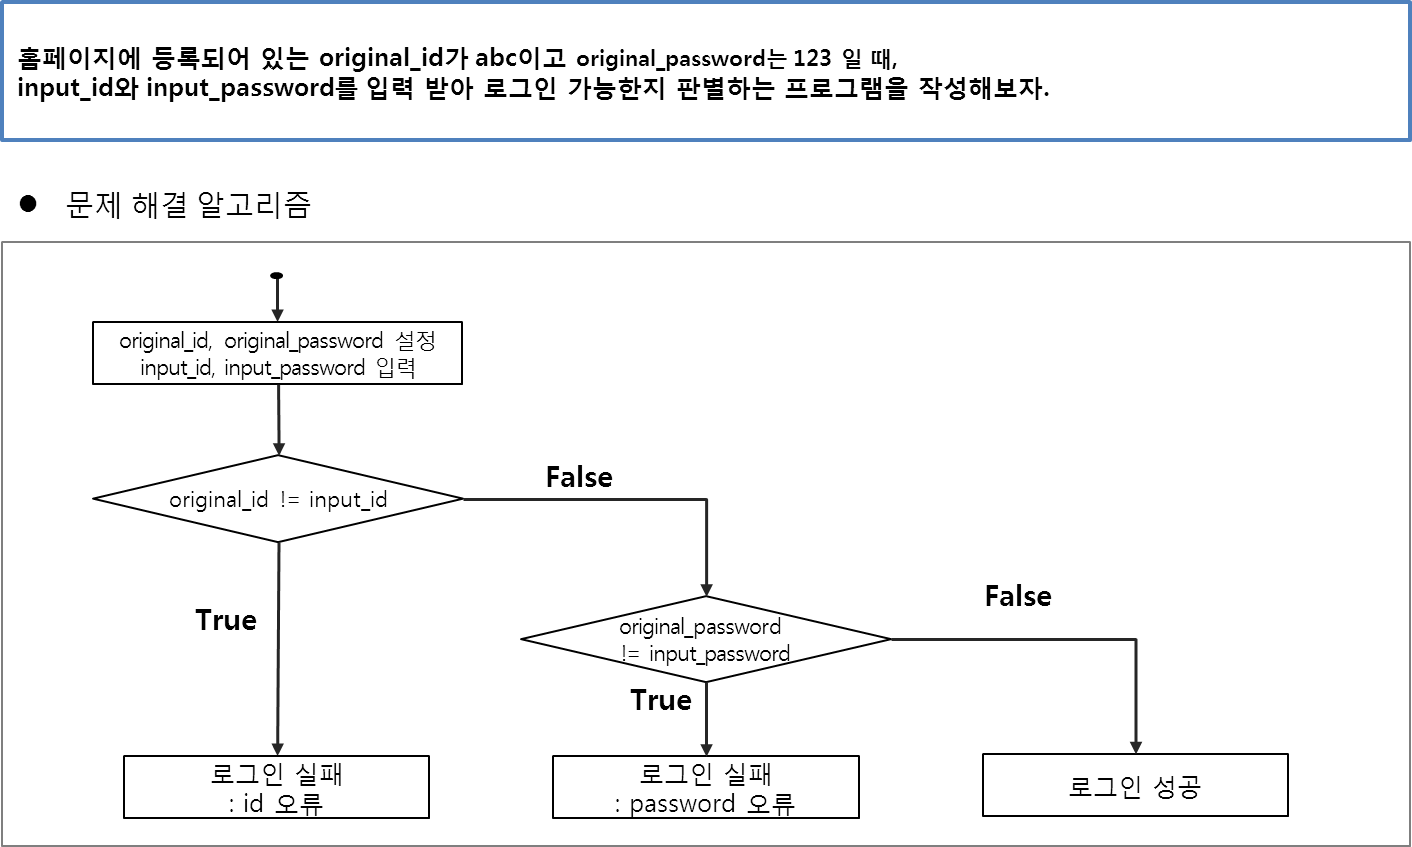 홈페이지에 등록되어 있는 original_id가 abc이고 original_password는 123 일 때,
input_id와 input_password를 입력 받아 로그인 가능한지 판별하는 프로그램을 작성해보자.
● 문제 해결 알고리즘
original_id, original_password 설정
input_id, input_password 입력
original_id != input_id
False
True
original_password
!= input_password
False
True
로그인 실패
: id 오류
로그인 실패
: password 오류
로그인 성공